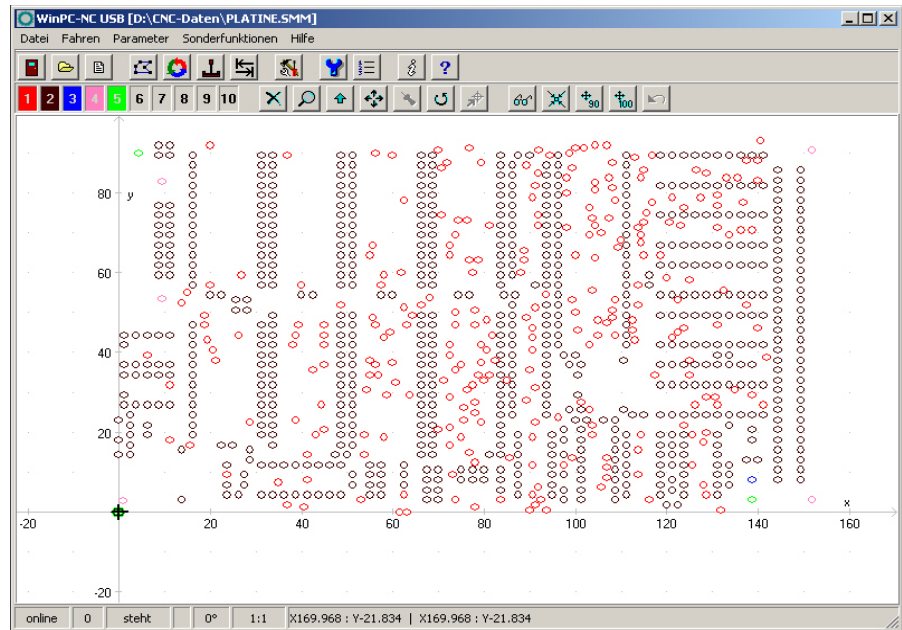 WinPC-NC USB [D:\CNC-Daten\PLATINE.SMM]
Datei Fahren Parameter Sonderfunktionen Hilfe
?
1 2 3 4 5 6 7 8 9 10 90 100
80 y
60
40
20
x
-20 20 40 60 80 100 120 140 160
-20
online 0 steht 0° 1:1 X169.968 : Y-21.834 | X169.968 : Y-21.834